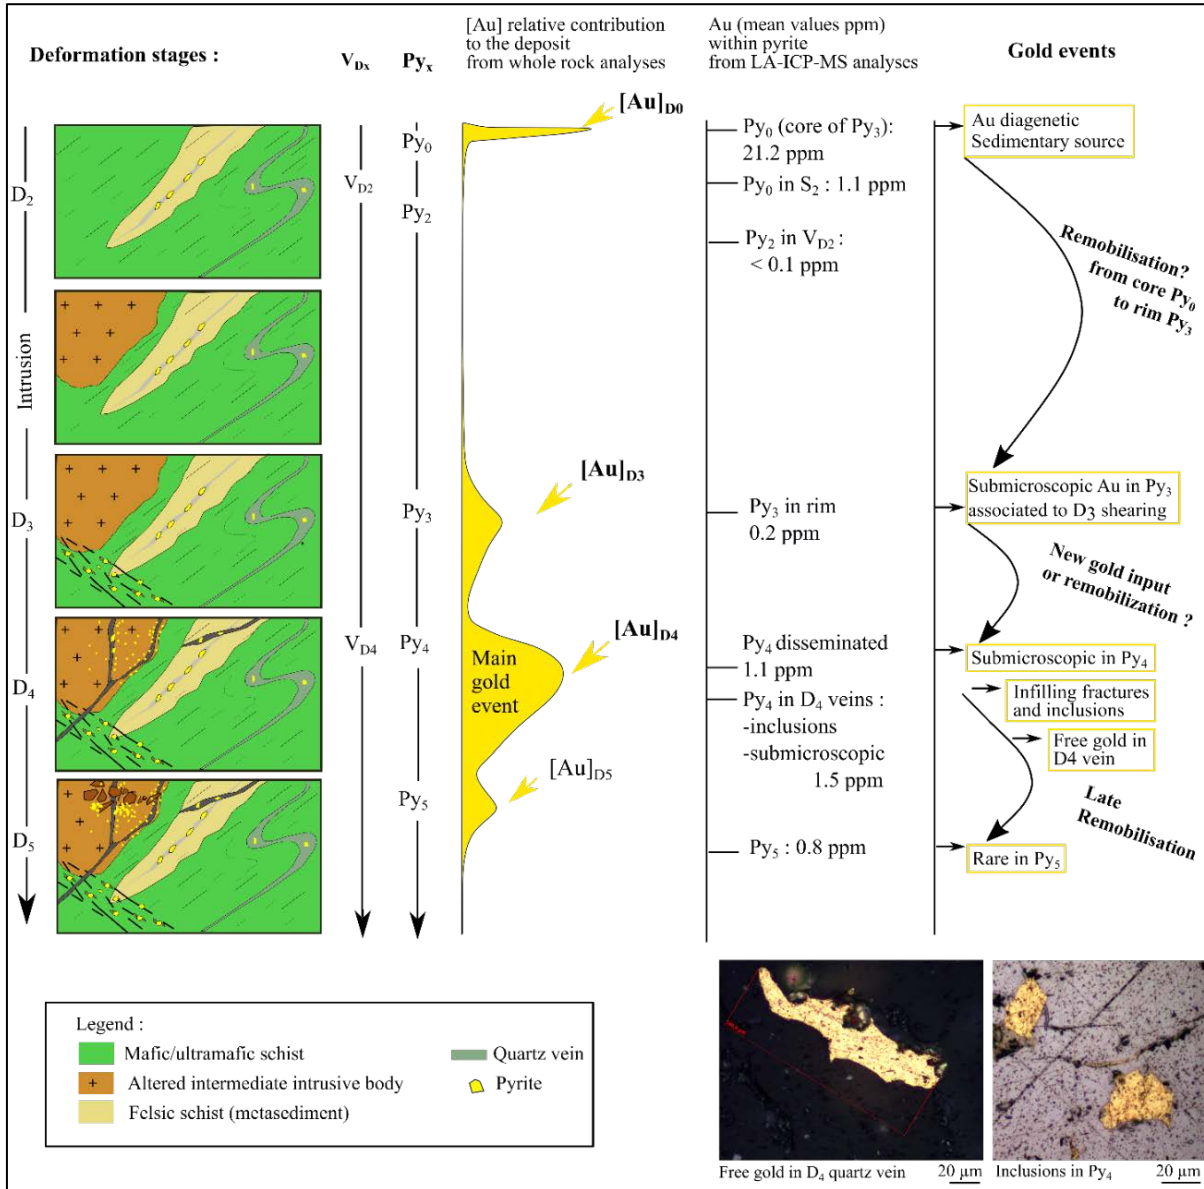 Deformation stages :
V_Dx
Py_x
[Au] relative contribution
to the deposit
from whole rock analyses
Au (mean values ppm)
within pyrite
from LA-ICP-MS analyses
Gold events
D2
Intrusion
D3
D4
D5
V_D2
V_D4
Py0
Py2
Py3
Py4
Py5
[Au]D0
[Au]D3
[Au]D4
Main
gold
event
[Au]D5
Py0 (core of Py3):
21.2 ppm
Py0 in S2 : 1.1 ppm
Py2 in V_D2 :
< 0.1 ppm
Py3 in rim
0.2 ppm
Py4 disseminated
1.1 ppm
Py4 in D4 veins :
-inclusions
-submicroscopic
1.5 ppm
Py5 : 0.8 ppm
Au diagenetic
Sedimentary source
Remobilisation?
from core Py0
to rim Py3
Submicroscopic Au in Py3
associated to D3 shearing
New gold input
or remobilization ?
Submicroscopic in Py4
Infilling fractures
and inclusions
Free gold in
D4 vein
Late
Remobilisation
Rare in Py5
Legend :
Mafic/ultramafic schist
Altered intermediate intrusive body
Felsic schist (metasediment)
Quartz vein
Pyrite
Free gold in D4 quartz vein
20 µm
Inclusions in Py4
20 µm